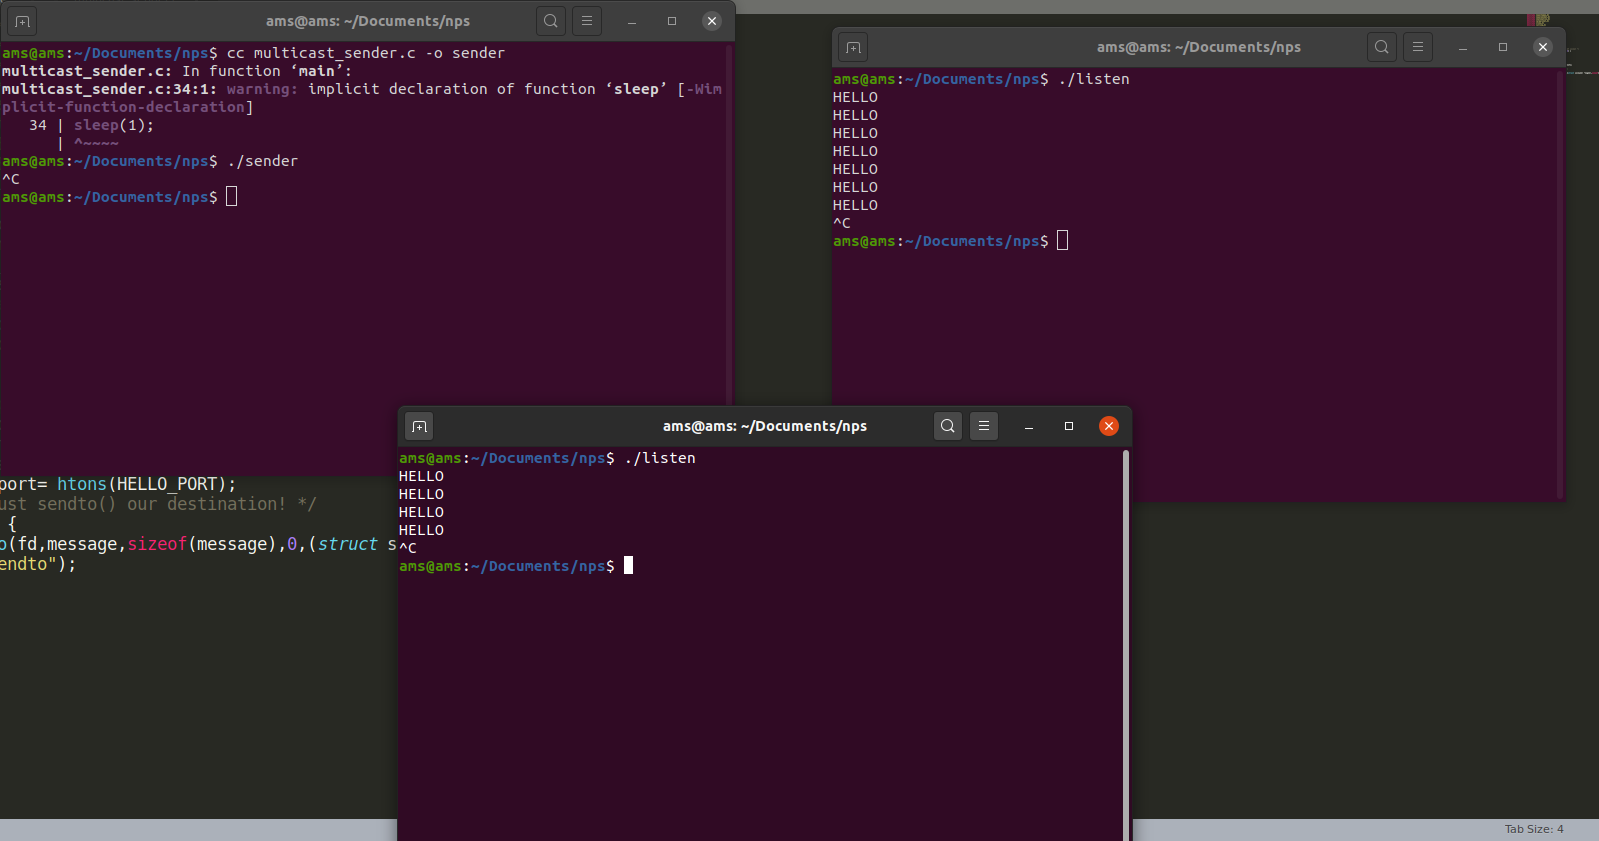 ams@ams: ~/Documents/nps
ams@ams:~/Documents/nps$ cc multicast_sender.c -o sender
multicast_sender.c: In function ‘main’:
multicast_sender.c:34:1: warning: implicit declaration of function ‘sleep’ [-Wim
plicit-function-declaration]
34 | sleep(1);
| ^~~~~
ams@ams:~/Documents/nps$ ./sender
^C
ams@ams:~/Documents/nps$
ams@ams: ~/Documents/nps
ams@ams:~/Documents/nps$ ./listen
HELLO
HELLO
HELLO
HELLO
HELLO
HELLO
HELLO
^C
ams@ams:~/Documents/nps$
ams@ams: ~/Documents/nps
ams@ams:~/Documents/nps$ ./listen
HELLO
HELLO
HELLO
HELLO
^C
ams@ams:~/Documents/nps$
port= htons(HELLO_PORT);
ust sendto() our destination! */
{
o(fd,message,sizeof(message),0,(struct s
endto");
Tab Size: 4